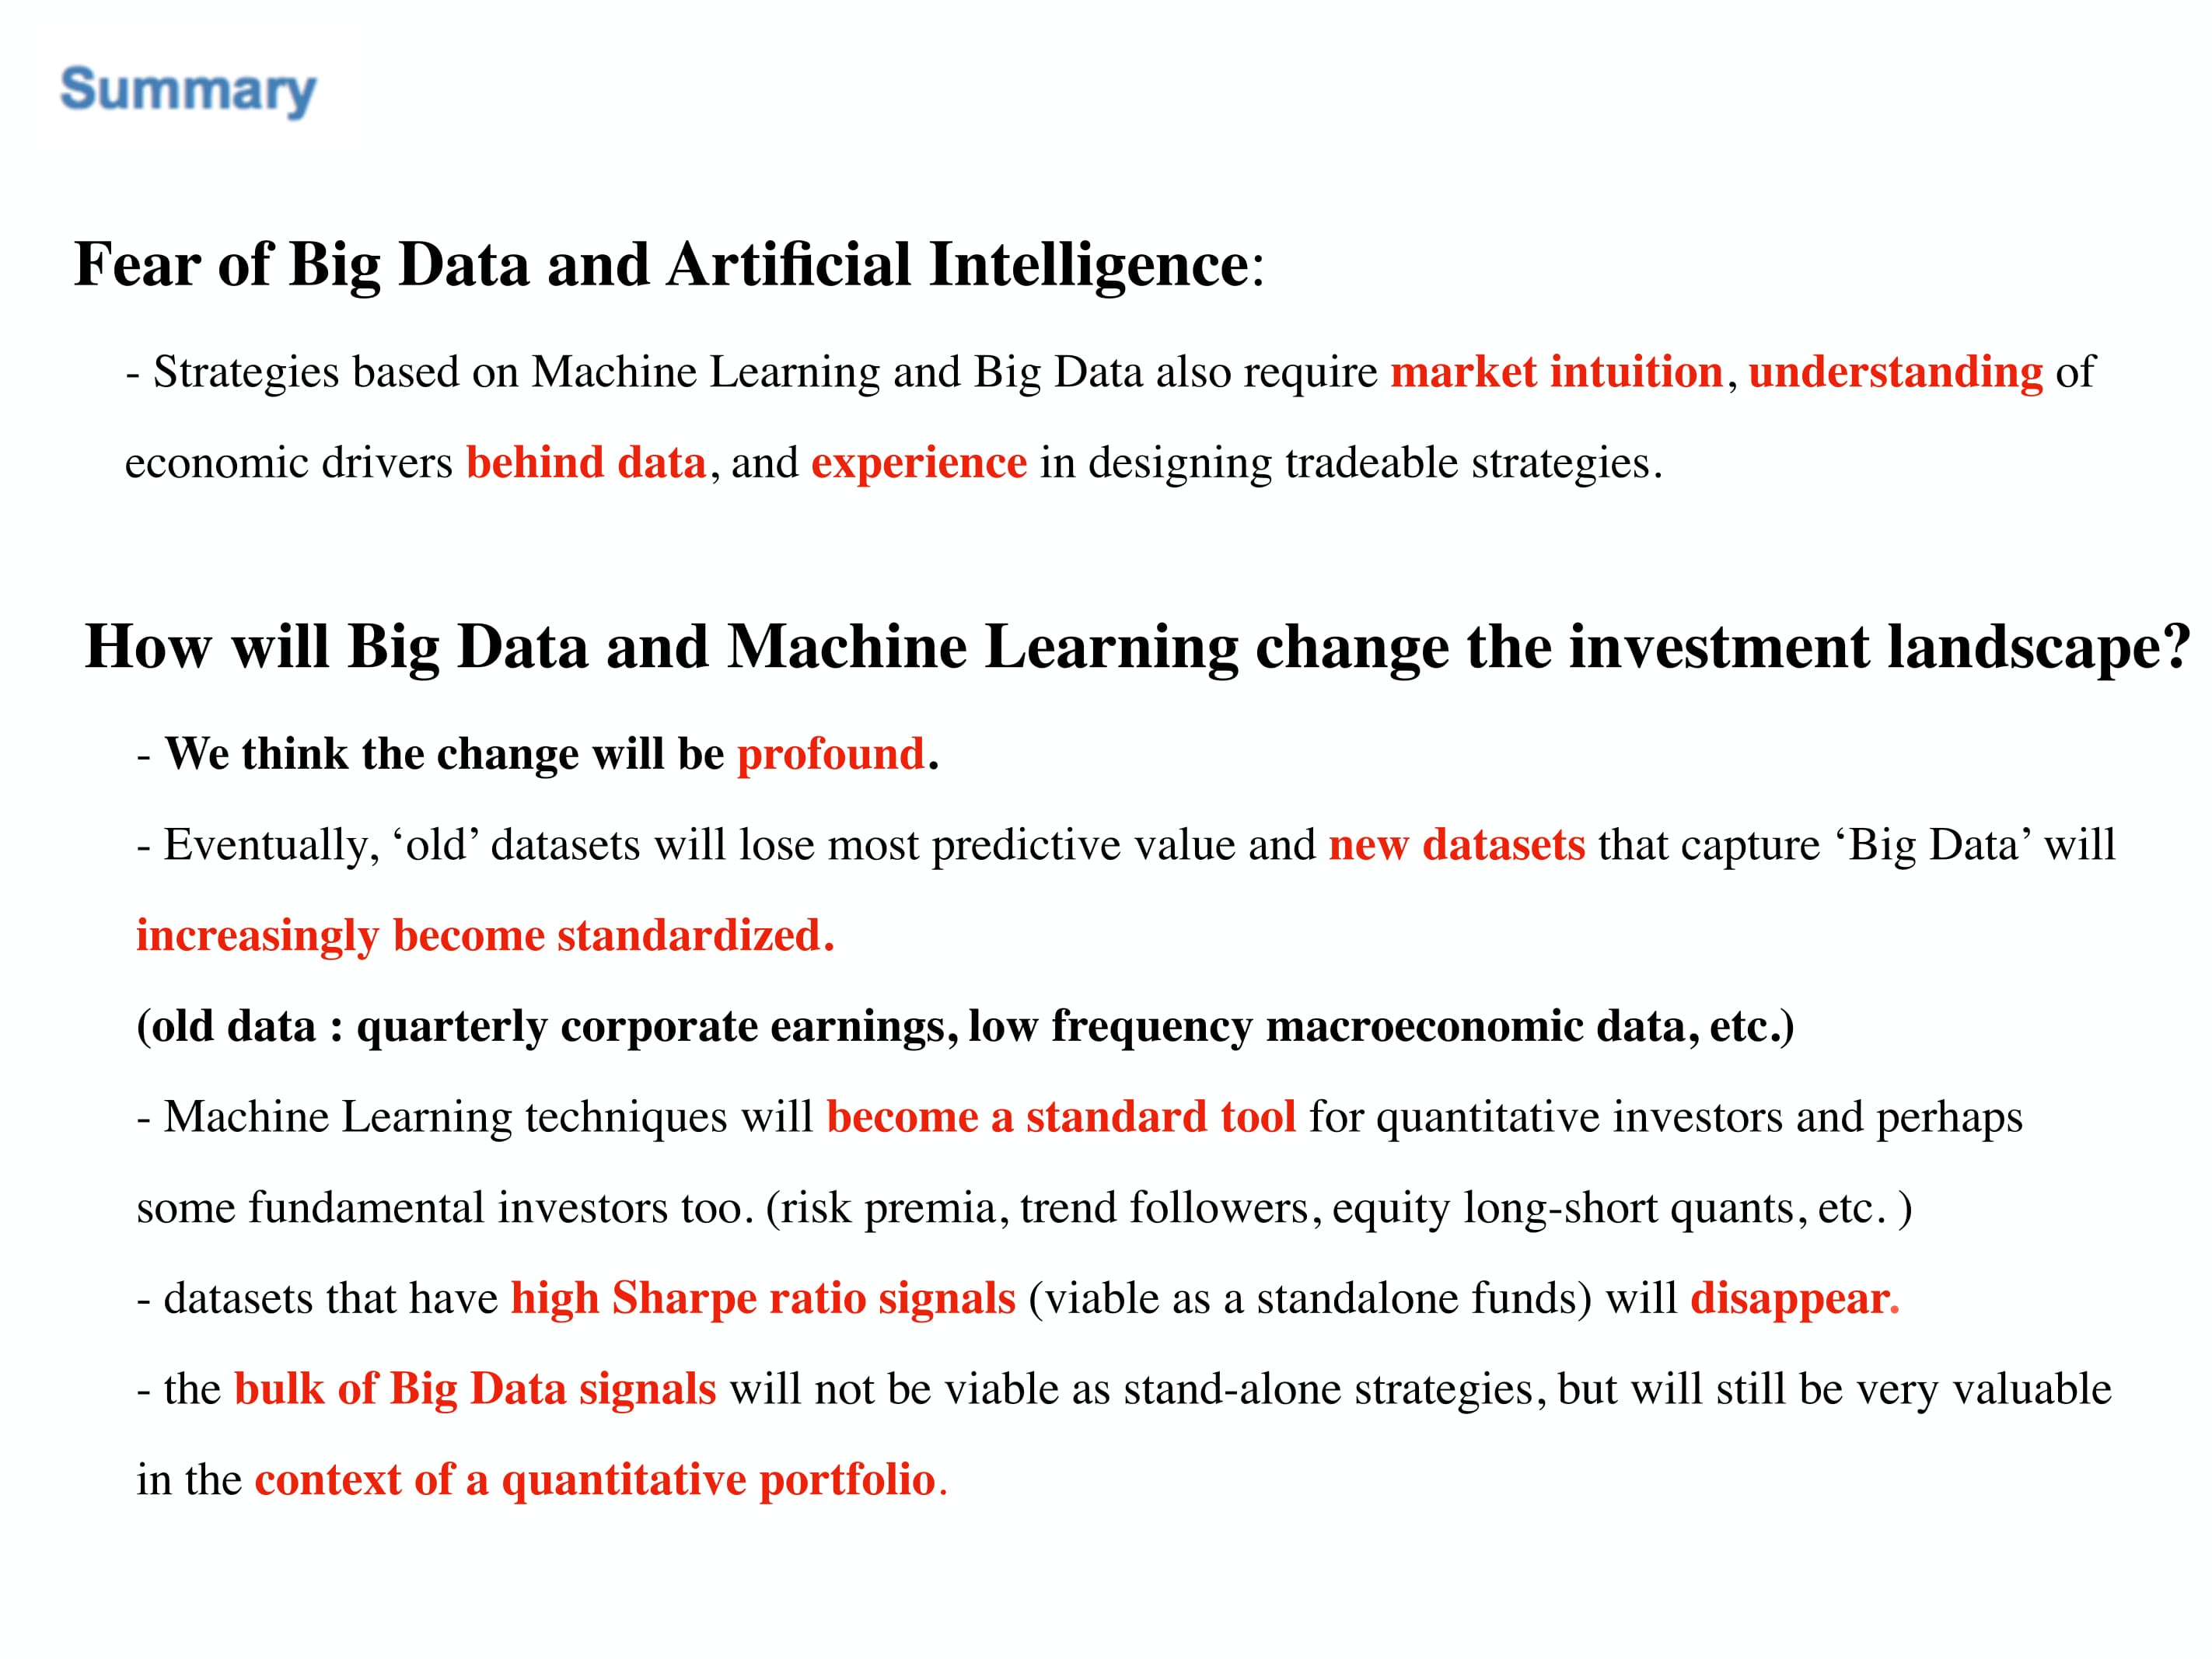 Summary
Fear of Big Data and Artificial Intelligence:
- Strategies based on Machine Learning and Big Data also require market intuition, understanding of
economic drivers behind data, and experience in designing tradeable strategies.
How will Big Data and Machine Learning change the investment landscape?
- We think the change will be profound.
- Eventually, ‘old’ datasets will lose most predictive value and new datasets that capture ‘Big Data’ will
increasingly become standardized.
(old data : quarterly corporate earnings, low frequency macroeconomic data, etc.)
- Machine Learning techniques will become a standard tool for quantitative investors and perhaps
some fundamental investors too. (risk premia, trend followers, equity long-short quants, etc. )
- datasets that have high Sharpe ratio signals (viable as a standalone funds) will disappear.
- the bulk of Big Data signals will not be viable as stand-alone strategies, but will still be very valuable
in the context of a quantitative portfolio.